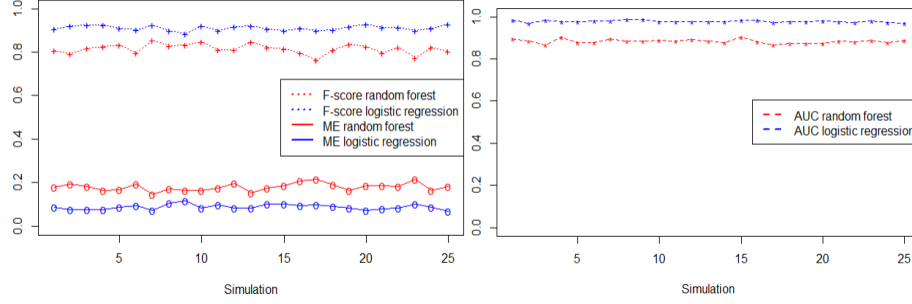 1.0
0.8
0.6
0.4
0.2
0.0
F-score random forest
F-score logistic regression
ME random forest
ME logistic regression
5 10 15 20 25
Simulation
1.0
0.8
0.6
0.4
0.2
0.0
AUC random forest
AUC logistic regression
5 10 15 20 25
Simulation